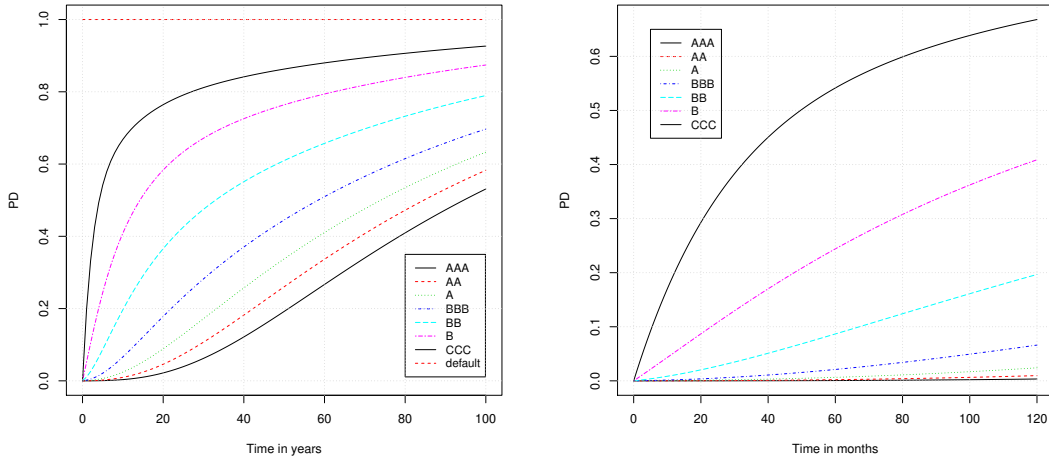 PD
1.0
0.8
0.6
0.4
0.2
0.0
AAA
AA
A
BBB
BB
B
CCC
default
0 20 40 60 80 100
Time in years
PD
0.6
0.5
0.4
0.3
0.2
0.1
0.0
AAA
AA
A
BBB
BB
B
CCC
0 20 40 60 80 100 120
Time in months